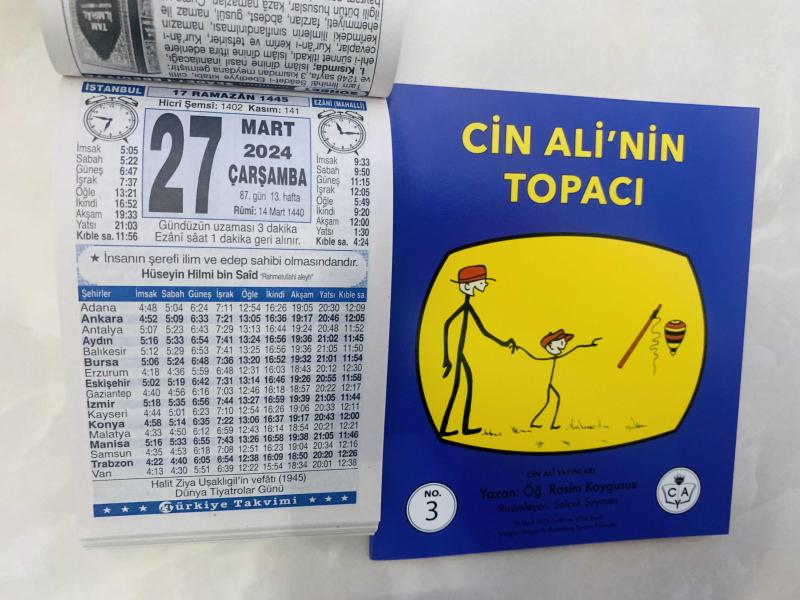 Tam İlmihâl Seâdet-i Ebediyye kitâbı, ciltli
ve 1248 sayfa, 3 kısımdan meydana gelmiştir.
İSTANBUL
17 RAMAZÂN 1445
Hicrî Şemsî: 1402 Kasım: 141
EZÂNÎ (MAHALLÎ)
27
MART
2024
ÇARŞAMBA
87. gün 13. hafta
Rûmî: 14 Mart 1440
İmsak 5:05
Sabah 5:22
Güneş 6:47
İşrak 7:37
Öğle 13:21
İkindi 16:52
Akşam 19:33
Yatsı 21:03
Kıble sa. 11:56
İmsak 9:33
Sabah 9:50
Güneş 11:15
İşrak 12:05
Öğle 5:49
İkindi 9:20
Akşam 12:00
Yatsı 1:30
Kıble sa. 4:24
Gündüzün uzaması 3 dakika
Ezânî sâat 1 dakika geri alınır.
★ İnsanın şerefi ilim ve edep sahibi olmasındandır.
Hüseyin Hilmi bin Saîd "Rahmetullahi aleyh"
Şehirler İmsak Sabah Güneş İşrak Öğle İkindi Akşam Yatsı Kıble sa.
Adana 4:48 5:04 6:24 7:11 12:54 16:26 19:05 20:30 12:09
Ankara 4:52 5:09 6:33 7:21 13:05 16:36 19:17 20:46 12:05
Antalya 5:07 5:23 6:43 7:29 13:13 16:44 19:24 20:48 11:52
Aydın 5:16 5:33 6:54 7:41 13:24 16:56 19:36 21:02 11:45
Balıkesir 5:12 5:29 6:53 7:41 13:25 16:56 19:36 21:05 11:50
Bursa 5:06 5:24 6:48 7:36 13:20 16:52 19:32 21:01 11:54
Erzurum 4:18 4:36 5:59 6:48 12:31 16:03 18:43 20:12 12:30
Eskişehir 5:02 5:19 6:42 7:31 13:14 16:46 19:26 20:55 11:58
Gaziantep 4:40 4:56 6:16 7:03 12:46 16:18 18:57 20:22 12:17
İzmir 5:18 5:35 6:56 7:44 13:27 16:59 19:39 21:05 11:44
Kayseri 4:44 5:01 6:23 7:10 12:54 16:26 19:06 20:33 12:11
Konya 4:58 5:14 6:35 7:22 13:06 16:37 19:17 20:43 12:00
Malatya 4:33 4:50 6:12 6:59 12:43 16:14 18:54 20:21 12:21
Manisa 5:16 5:33 6:55 7:43 13:26 16:58 19:38 21:05 11:46
Samsun 4:35 4:53 6:18 7:08 12:51 16:23 19:04 20:34 12:16
Trabzon 4:22 4:40 6:05 6:54 12:38 16:09 18:50 20:20 12:26
Van 4:13 4:30 5:51 6:39 12:22 15:54 18:34 20:01 12:38
Halit Ziya Uşaklıgil'in vefâtı (1945)
Dünya Tiyatrolar Günü
Türkiye Takvimi
CİN ALİ'NİN
TOPACI
CİN ALİ YAYINLARI
Yazan: Öğ. Rasim Kaygusuz
Resimleyen: Selçuk Seymen
NO.
3
C A
Y